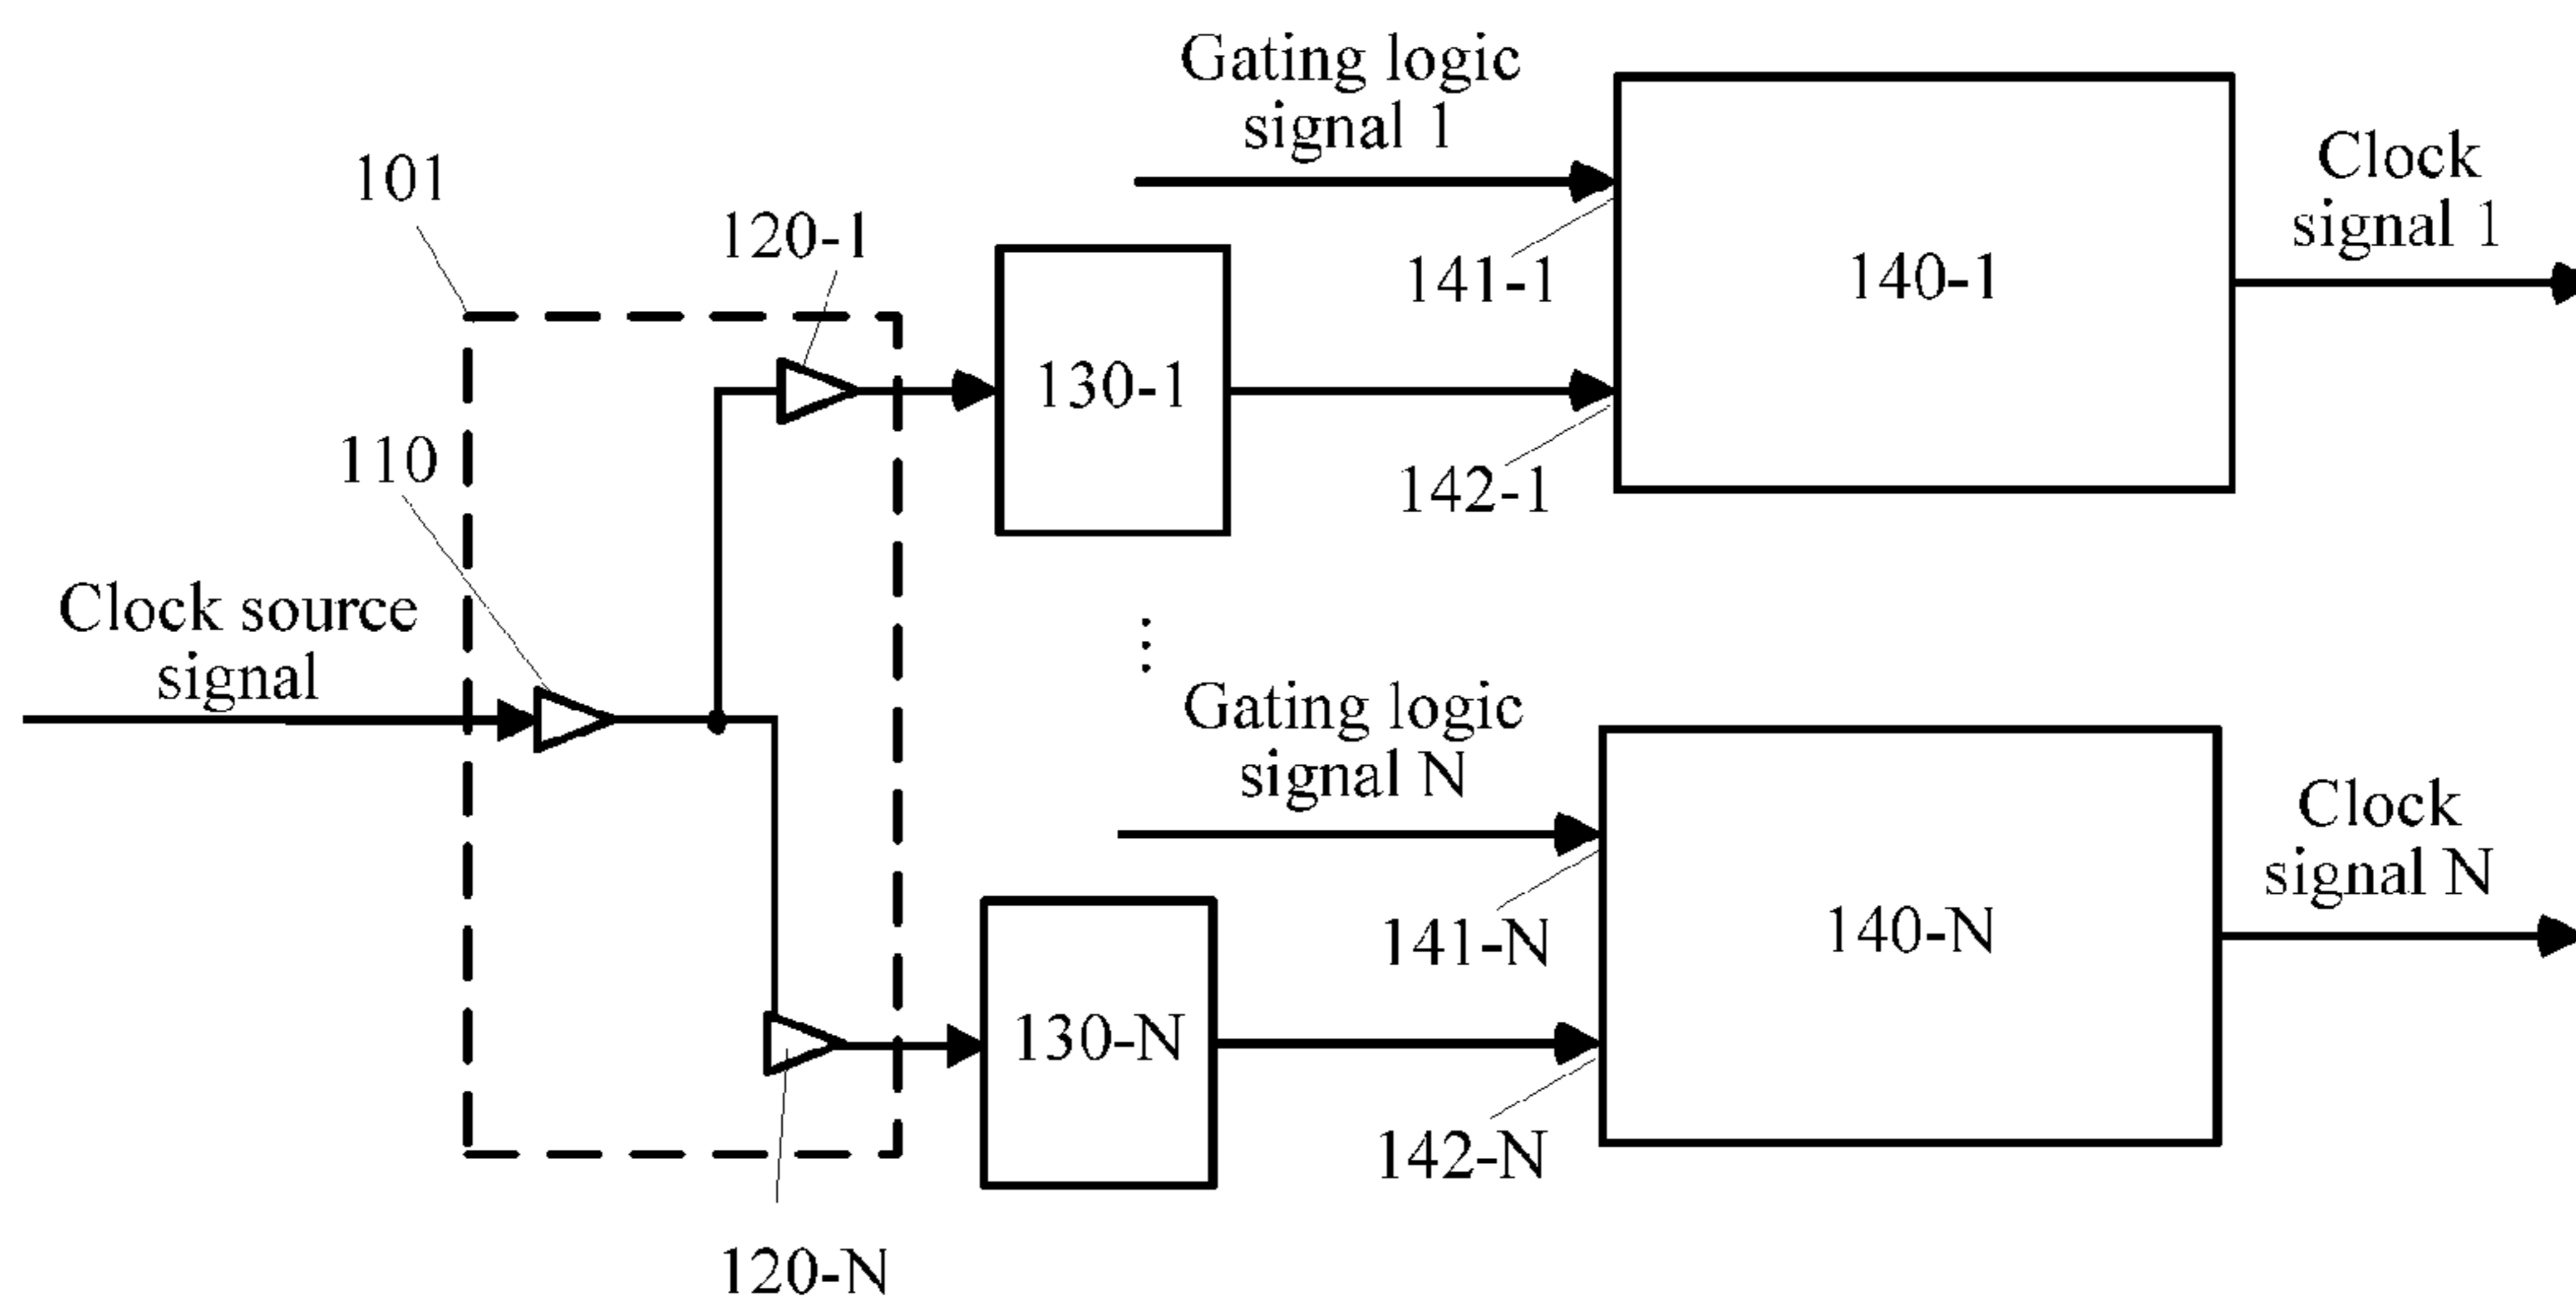 Gating logic
signal 1
Clock
signal 1
101
120-1
141-1
140-1
130-1
110
142-1
Clock source
signal
⋮
Gating logic
signal N
Clock
signal N
141-N
140-N
130-N
142-N
120-N